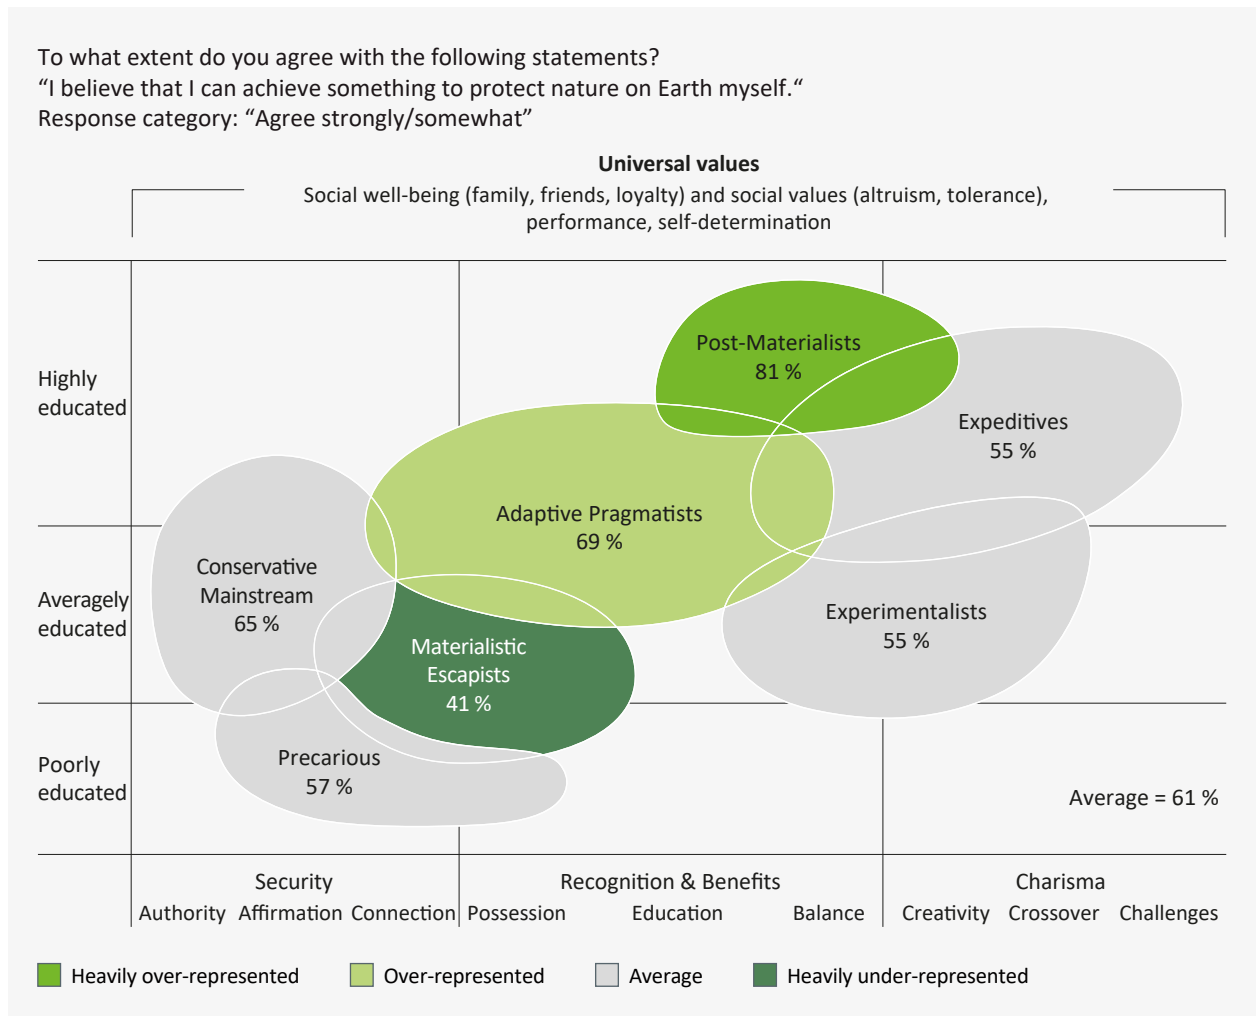 To what extent do you agree with the following statements?
“I believe that I can achieve something to protect nature on Earth myself.“
Response category: “Agree strongly/somewhat”
Universal values
Social well-being (family, friends, loyalty) and social values (altruism, tolerance),
performance, self-determination
Highly
educated
Averagely
educated
Poorly
educated
Post-Materialists
81 %
Expeditives
55 %
Adaptive Pragmatists
69 %
Conservative
Mainstream
65 %
Experimentalists
55 %
Materialistic
Escapists
41 %
Precarious
57 %
Average = 61 %
Security
Recognition & Benefits
Charisma
Authority Affirmation Connection Possession Education Balance Creativity Crossover Challenges
Heavily over-represented
Over-represented
Average
Heavily under-represented